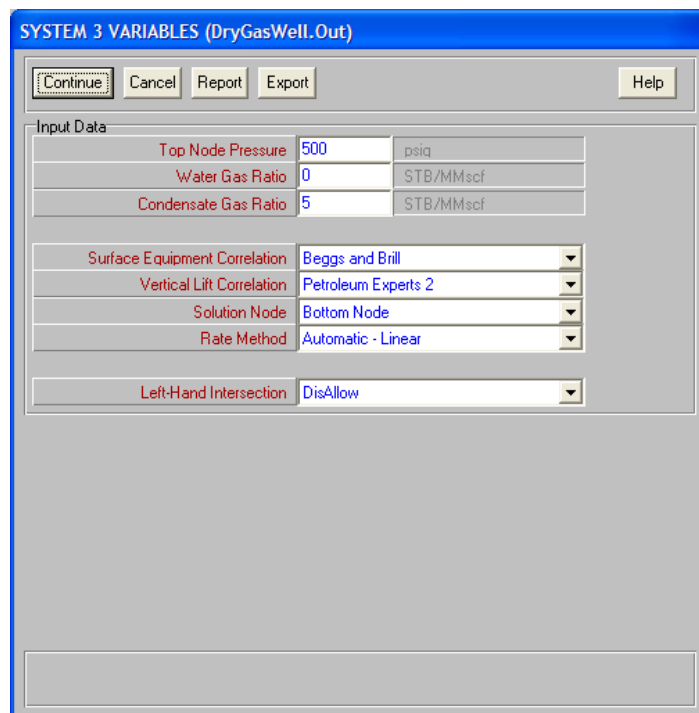 SYSTEM 3 VARIABLES (DryGasWell.Out)
Continue Cancel Report Export Help
Input Data
Top Node Pressure 500 psig
Water Gas Ratio 0 STB/MMscf
Condensate Gas Ratio 5 STB/MMscf
Surface Equipment Correlation Beggs and Brill
Vertical Lift Correlation Petroleum Experts 2
Solution Node Bottom Node
Rate Method Automatic - Linear
Left-Hand Intersection DisAllow